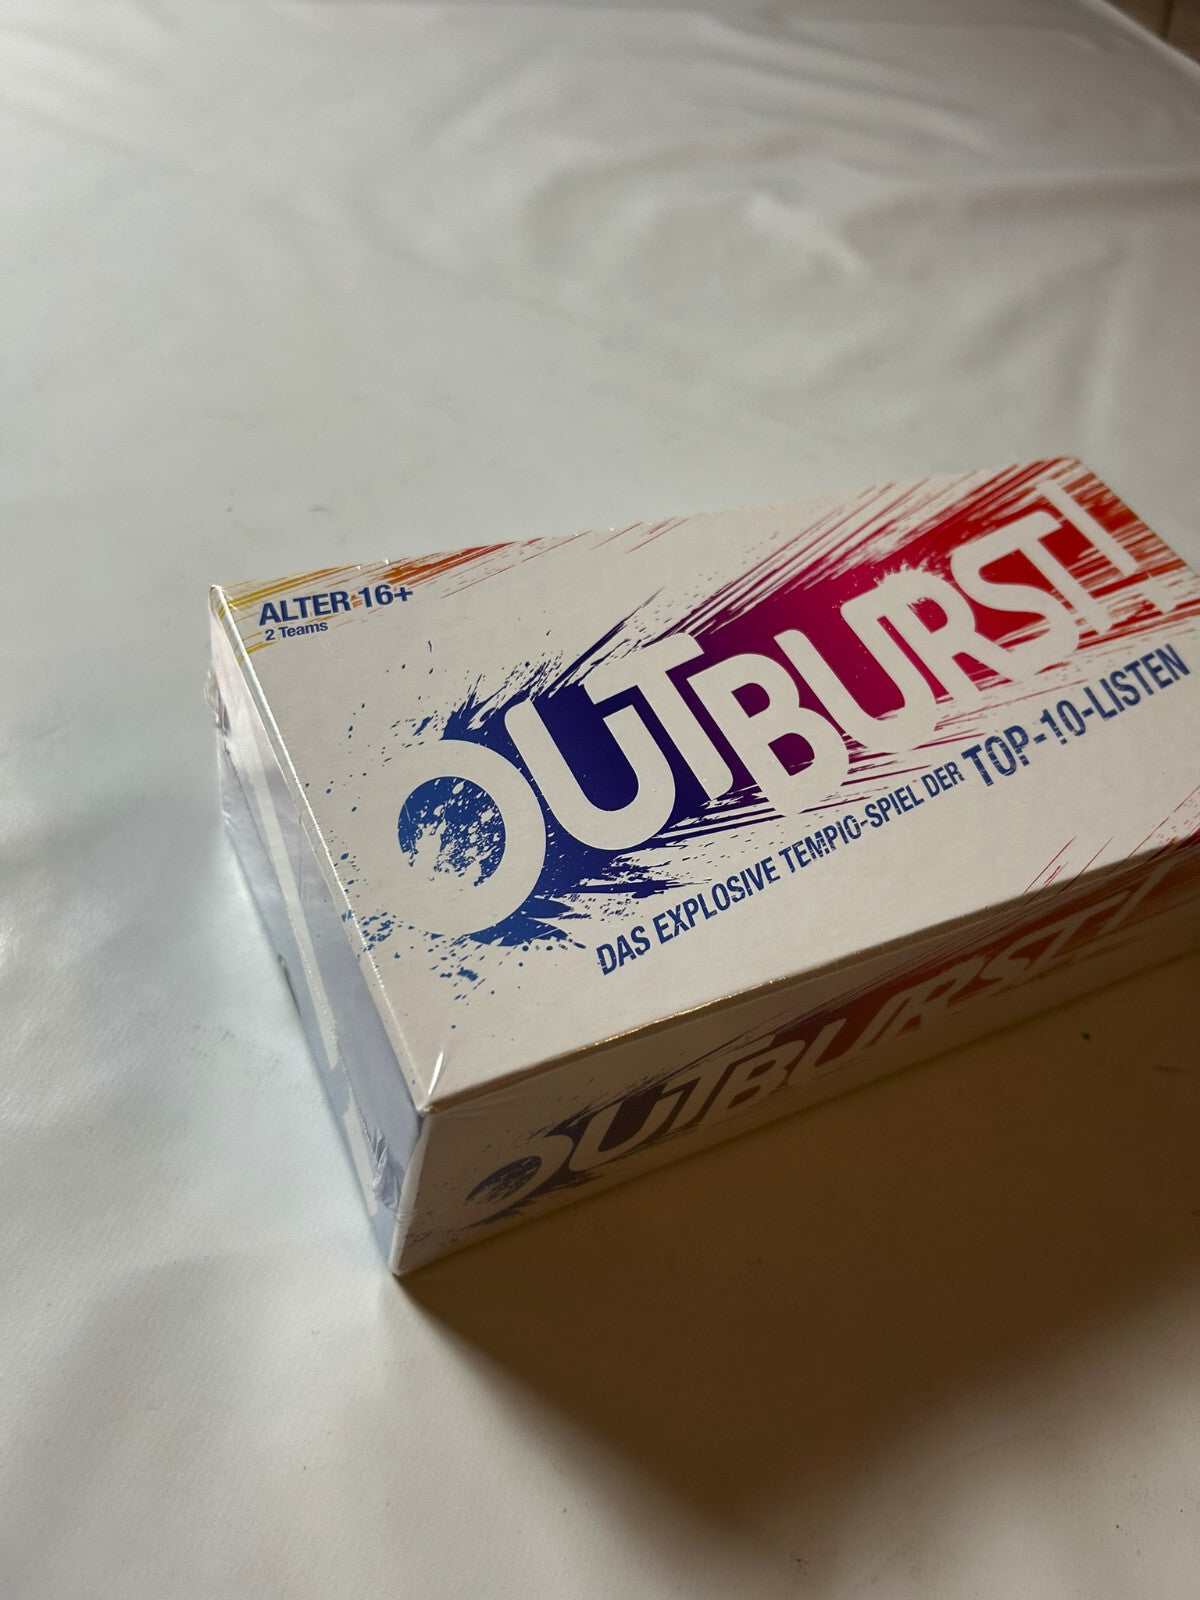 ALTER 16+
2 Teams
OUTBURST!
DAS EXPLOSIVE TEMPO-SPIEL DER TOP-10-LISTEN
OUTBURST!